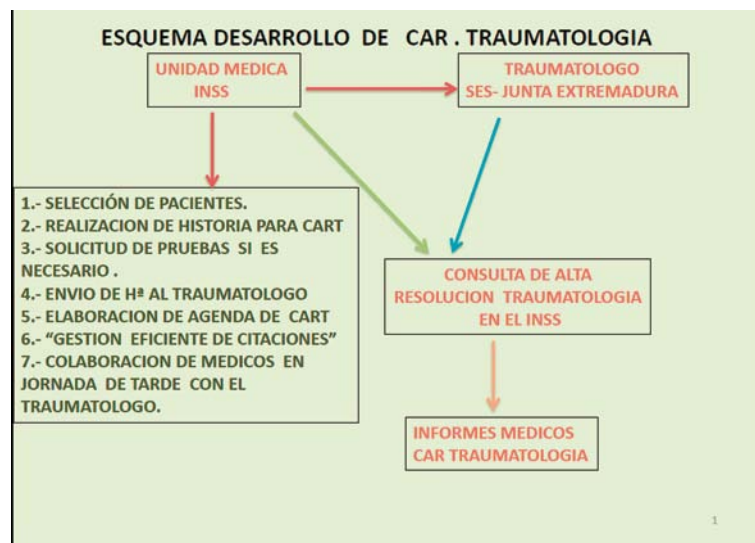 ESQUEMA DESARROLLO DE CAR . TRAUMATOLOGIA
UNIDAD MEDICA
INSS
TRAUMATOLOGO
SES- JUNTA EXTREMADURA
1.- SELECCIÓN DE PACIENTES.
2.- REALIZACION DE HISTORIA PARA CART
3.- SOLICITUD DE PRUEBAS SI ES
NECESARIO .
4.- ENVIO DE Hª AL TRAUMATOLOGO
5.- ELABORACION DE AGENDA DE CART
6.- “GESTION EFICIENTE DE CITACIONES”
7.- COLABORACION DE MEDICOS EN
JORNADA DE TARDE CON EL
TRAUMATOLOGO.
CONSULTA DE ALTA
RESOLUCION TRAUMATOLOGIA
EN EL INSS
INFORMES MEDICOS
CAR TRAUMATOLOGIA
1